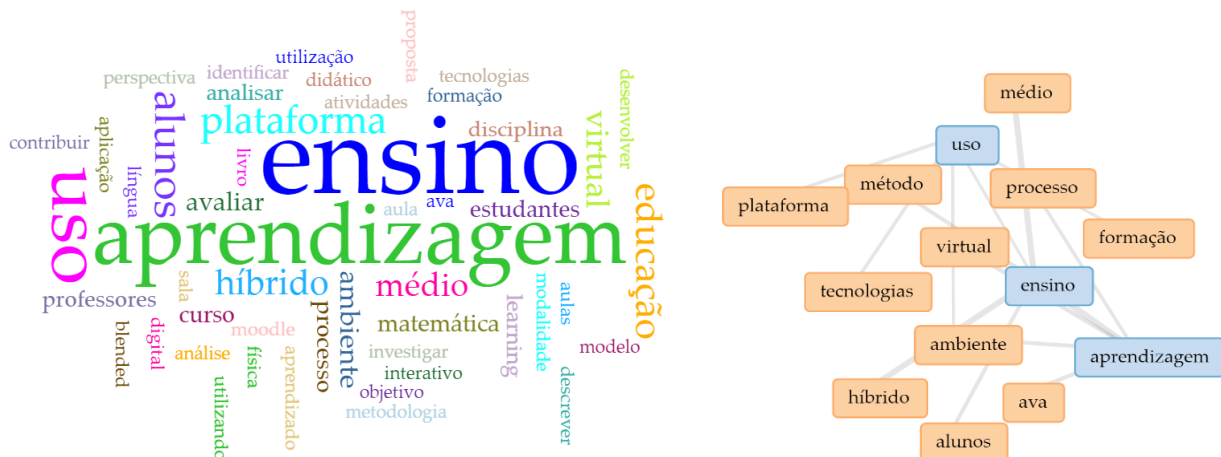 proposta
utilização
perspectiva
identificar
didático
tecnologias
desenvolver
analisar
atividades
formação
alunos
plataforma
ensino
disciplina
virtual
contribuir
aplicação
língua
livro
uso
avaliar
aula
ava
estudantes
educação
aprendizagem
professores
sala
híbrido
ambiente
médio
learning
modalidade
aulas
curso
blended
digital
moodle
processo
matemática
modelo
análise
física
aprendizado
investigar
interativo
descrever
utilizando
objetivo
metodologia
médio
uso
método
processo
plataforma
virtual
formação
tecnologias
ensino
ambiente
aprendizagem
híbrido
ava
alunos